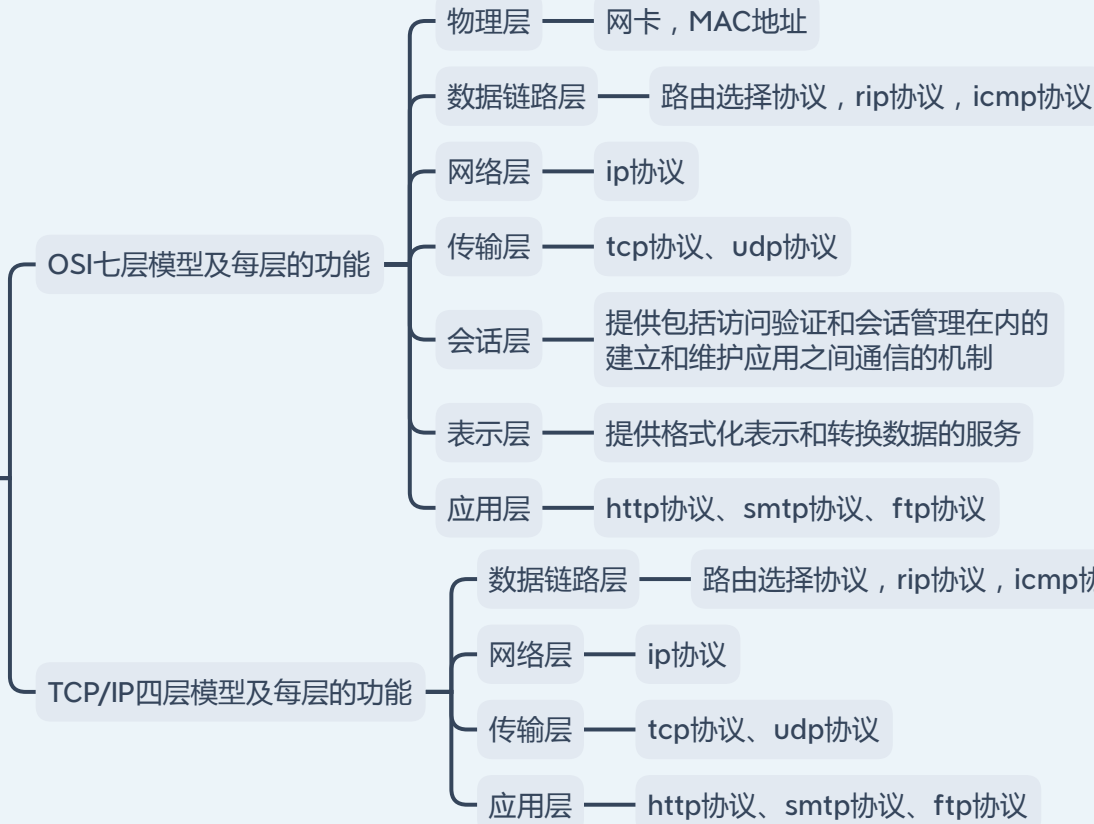 物理层
网卡，MAC地址
数据链路层
路由选择协议，rip协议，icmp协议
网络层
ip协议
传输层
tcp协议、udp协议
OSI七层模型及每层的功能
会话层
提供包括访问验证和会话管理在内的
建立和维护应用之间通信的机制
表示层
提供格式化表示和转换数据的服务
应用层
http协议、smtp协议、ftp协议
数据链路层
路由选择协议，rip协议，icmp协
网络层
ip协议
TCP/IP四层模型及每层的功能
传输层
tcp协议、udp协议
应用层
http协议、smtp协议、ftp协议